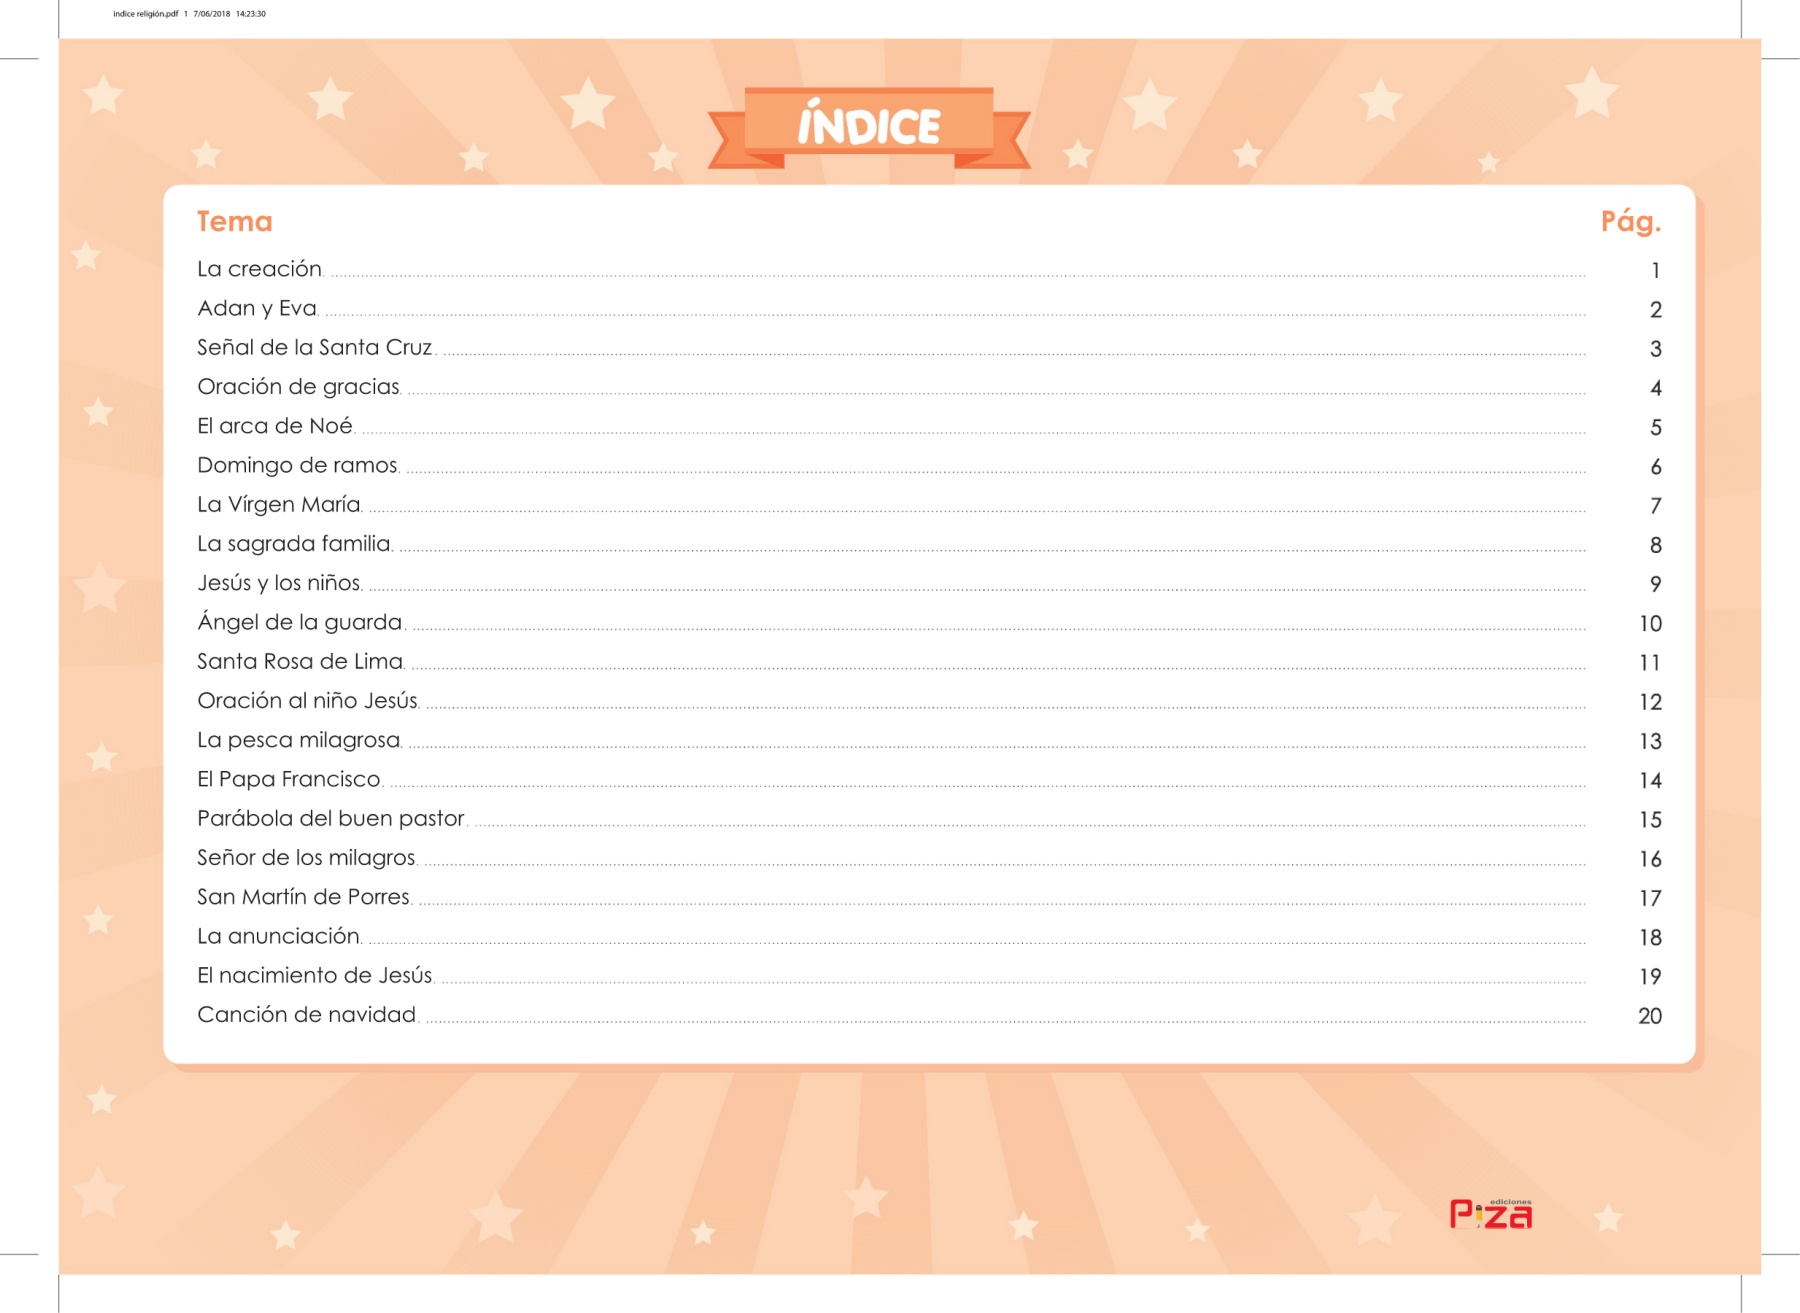 indice religión.pdf 1 7/06/2018 14:23:30
ÍNDICE
Tema Pág.
La creación 1
Adan y Eva 2
Señal de la Santa Cruz 3
Oración de gracias 4
El arca de Noé 5
Domingo de ramos 6
La Vírgen María 7
La sagrada familia 8
Jesús y los niños 9
Ángel de la guarda 10
Santa Rosa de Lima 11
Oración al niño Jesús 12
La pesca milagrosa 13
El Papa Francisco 14
Parábola del buen pastor 15
Señor de los milagros 16
San Martín de Porres 17
La anunciación 18
El nacimiento de Jesús 19
Canción de navidad 20
ediciones
Piza